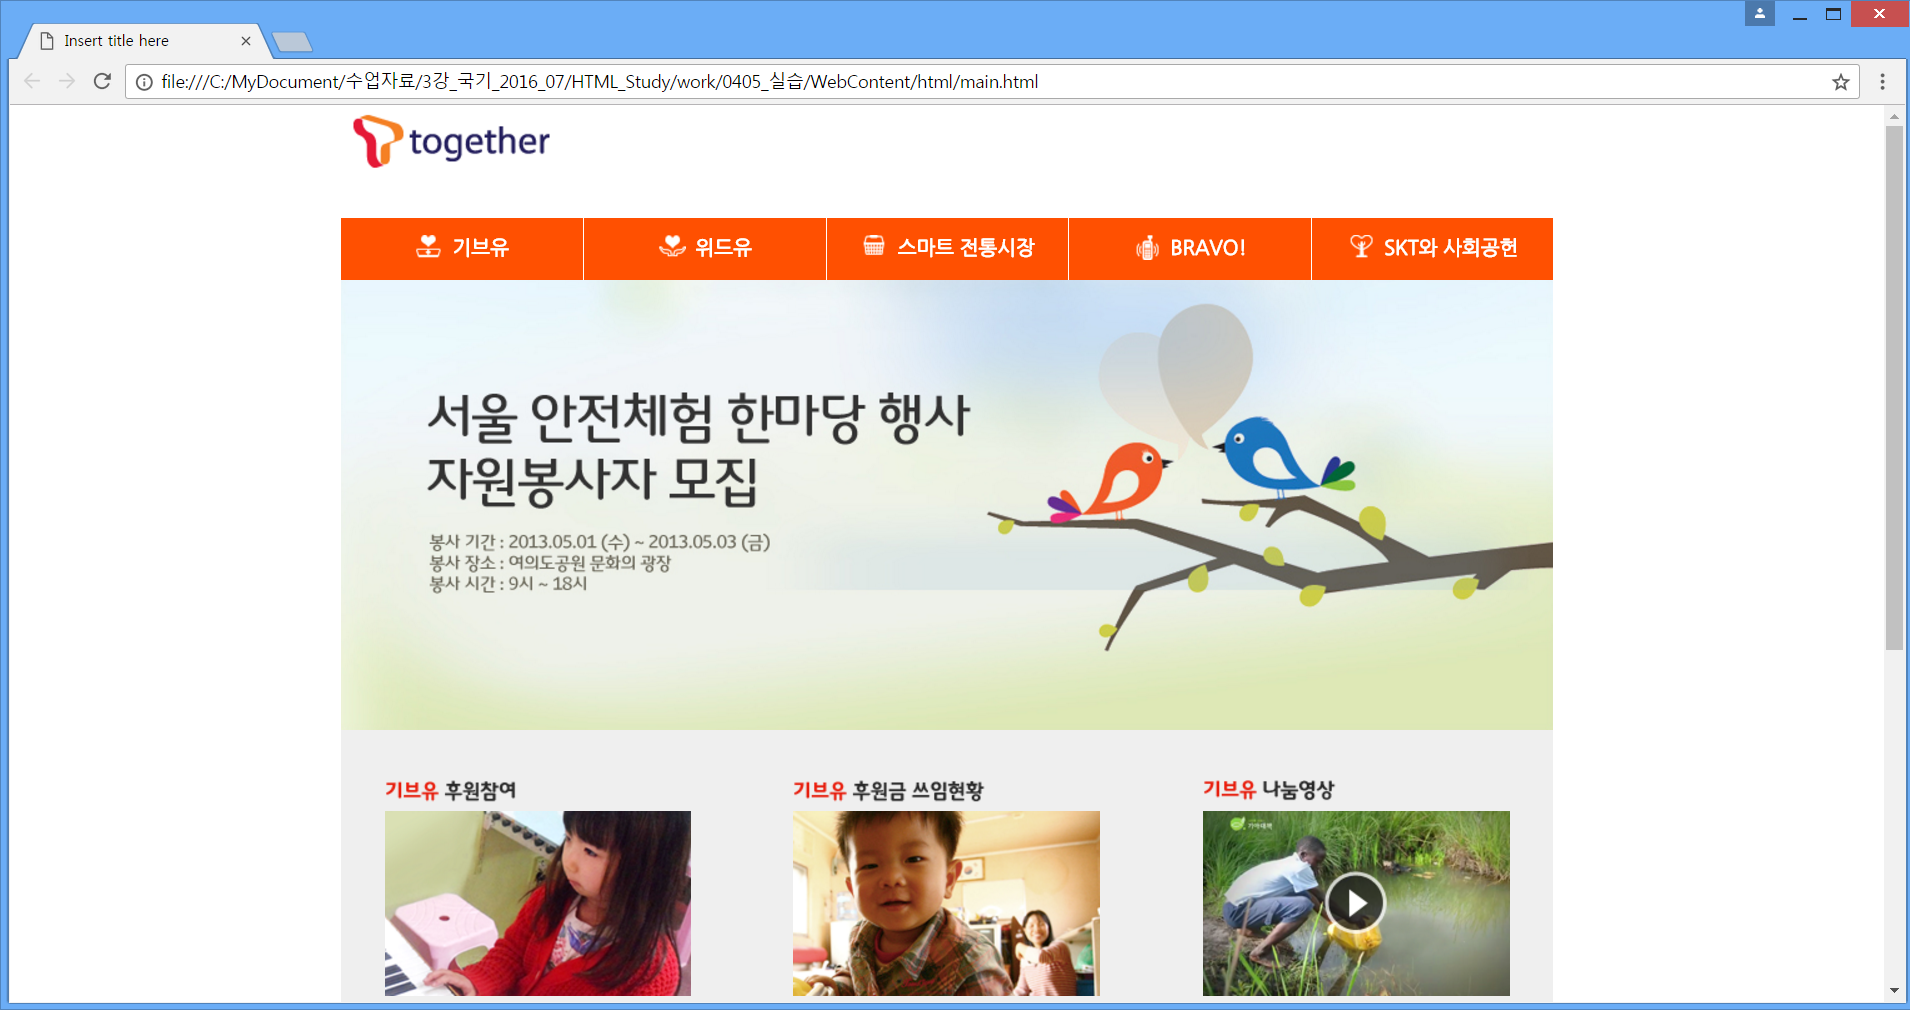 Insert title here
file:///C:/MyDocument/수업자료/3강_국기_2016_07/HTML_Study/work/0405_실습/WebContent/html/main.html
together
기브유 위드유 스마트 전통시장 BRAVO! SKT와 사회공헌
서울 안전체험 한마당 행사
자원봉사자 모집
봉사 기간 : 2013.05.01 (수) ~ 2013.05.03 (금)
봉사 장소 : 여의도공원 문화의 광장
봉사 시간 : 9시 ~ 18시
기브유 후원참여 기브유 후원금 쓰임현황 기브유 나눔영상
기아대책